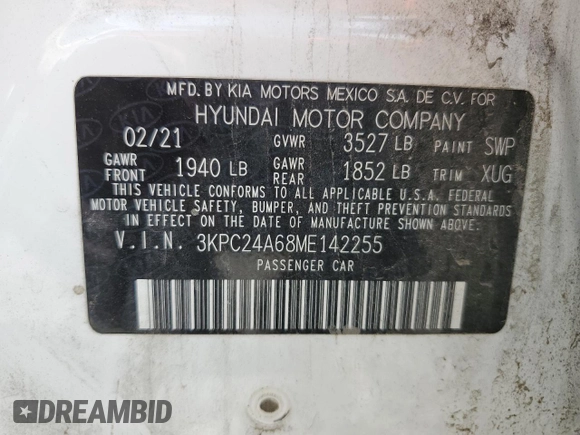 MFD. BY KIA MOTORS MEXICO S.A. DE C.V. FOR
HYUNDAI MOTOR COMPANY
02/21 GVWR 3527 LB PAINT SWP
GAWR FRONT 1940 LB GAWR REAR 1852 LB TRIM XUG
THIS VEHICLE CONFORMS TO ALL APPLICABLE U.S.A. FEDERAL
MOTOR VEHICLE SAFETY, BUMPER, AND THEFT PREVENTION STANDARDS
IN EFFECT ON THE DATE OF MANUFACTURE SHOWN ABOVE.
V.I.N. 3KPC24A68ME142255
PASSENGER CAR
DREAMBID